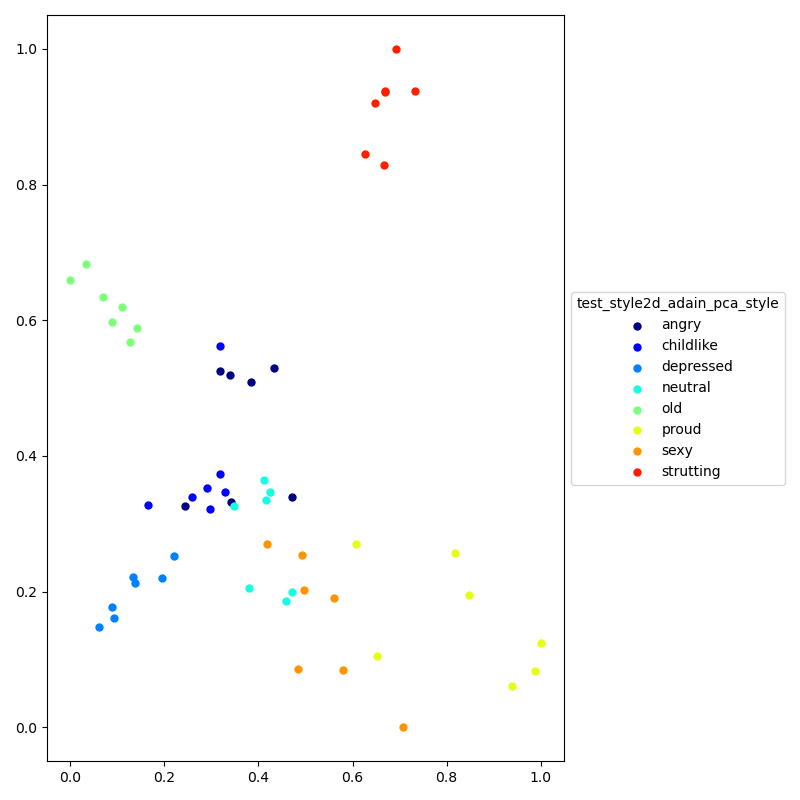 1.0
0.8
0.6
0.4
0.2
0.0
0.0 0.2 0.4 0.6 0.8 1.0
test_style2d_adain_pca_style
angry
childlike
depressed
neutral
old
proud
sexy
strutting